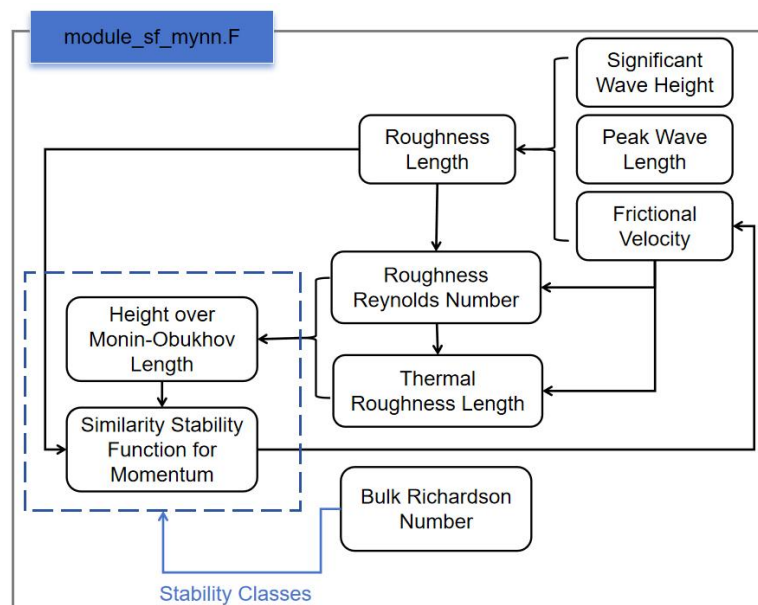 module_sf_mynn.F
Significant
Wave Height
Roughness
Length
Peak Wave
Length
Frictional
Velocity
Roughness
Reynolds Number
Height over
Monin-Obukhov
Length
Thermal
Roughness Length
Similarity Stability
Function for
Momentum
Bulk Richardson
Number
Stability Classes